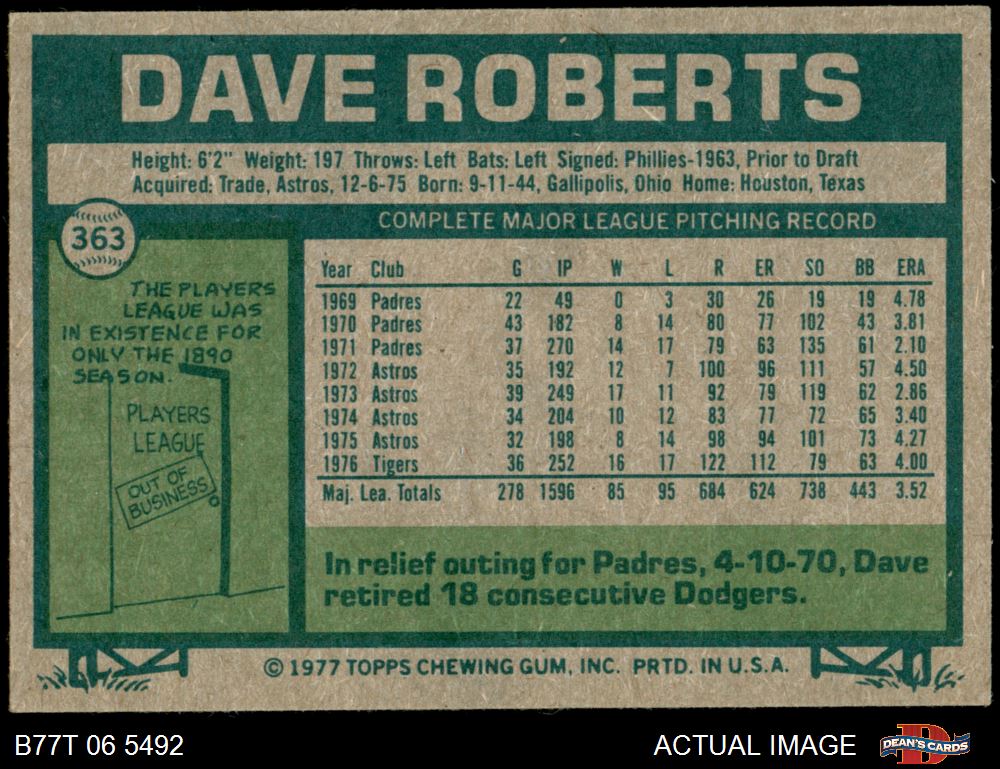 DAVE ROBERTS
Height: 6'2" Weight: 197 Throws: Left Bats: Left Signed: Phillies-1963, Prior to Draft
Acquired: Trade, Astros, 12-6-75 Born: 9-11-44, Gallipolis, Ohio Home: Houston, Texas
363
THE PLAYERS
LEAGUE WAS
IN EXISTENCE FOR
ONLY THE 1890
SEASON.
PLAYERS
LEAGUE
OUT OF
BUSINESS
COMPLETE MAJOR LEAGUE PITCHING RECORD
Year Club G IP W L R ER SO BB ERA
1969 Padres 22 49 0 3 30 26 19 19 4.78
1970 Padres 43 182 8 14 80 77 102 43 3.81
1971 Padres 37 270 14 17 79 63 135 61 2.10
1972 Astros 35 192 12 7 100 96 111 57 4.50
1973 Astros 39 249 17 11 92 79 119 62 2.86
1974 Astros 34 204 10 12 83 77 72 65 3.40
1975 Astros 32 198 8 14 98 94 101 73 4.27
1976 Tigers 36 252 16 17 122 112 79 63 4.00
Maj. Lea. Totals 278 1596 85 95 684 624 738 443 3.52
In relief outing for Padres, 4-10-70, Dave
retired 18 consecutive Dodgers.
© 1977 TOPPS CHEWING GUM, INC. PRTD. IN U.S.A.
B77T 06 5492
ACTUAL IMAGE
DEAN'S CARDS